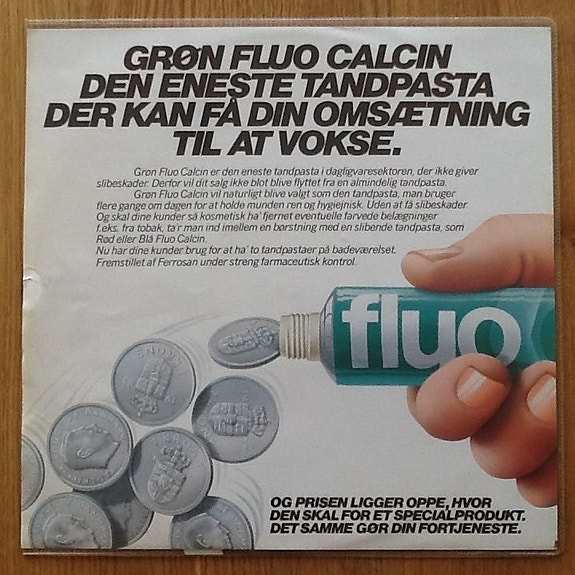 GRØN FLUO CALCIN
DEN ENESTE TANDPASTA
DER KAN FÅ DIN OMSÆTNING
TIL AT VOKSE.
Grøn Fluo Calcin er den eneste tandpasta i dagligvaresektoren, der ikke giver
slibeskader. Derfor vil dit salg ikke blot blive flyttet fra en almindelig tandpasta.
Grøn Fluo Calcin vil naturligt blive valgt som den tandpasta, man bruger
flere gange om dagen for at holde munden ren og hygiejnisk. Uden at få slibeskader.
Og skal dine kunder så kosmetisk ha' fjernet eventuelle farvede belægninger
f.eks. fra tobak, ta'r man ind imellem en børstning med en slibende tandpasta, som
Rød eller Blå Fluo Calcin.
Nu har dine kunder brug for at ha' to tandpastaer på badeværelset.
Fremstillet af Ferrosan under streng farmaceutisk kontrol.
fluo
OG PRISEN LIGGER OPPE, HVOR
DEN SKAL FOR ET SPECIALPRODUKT.
DET SAMME GØR DIN FORTJENESTE.